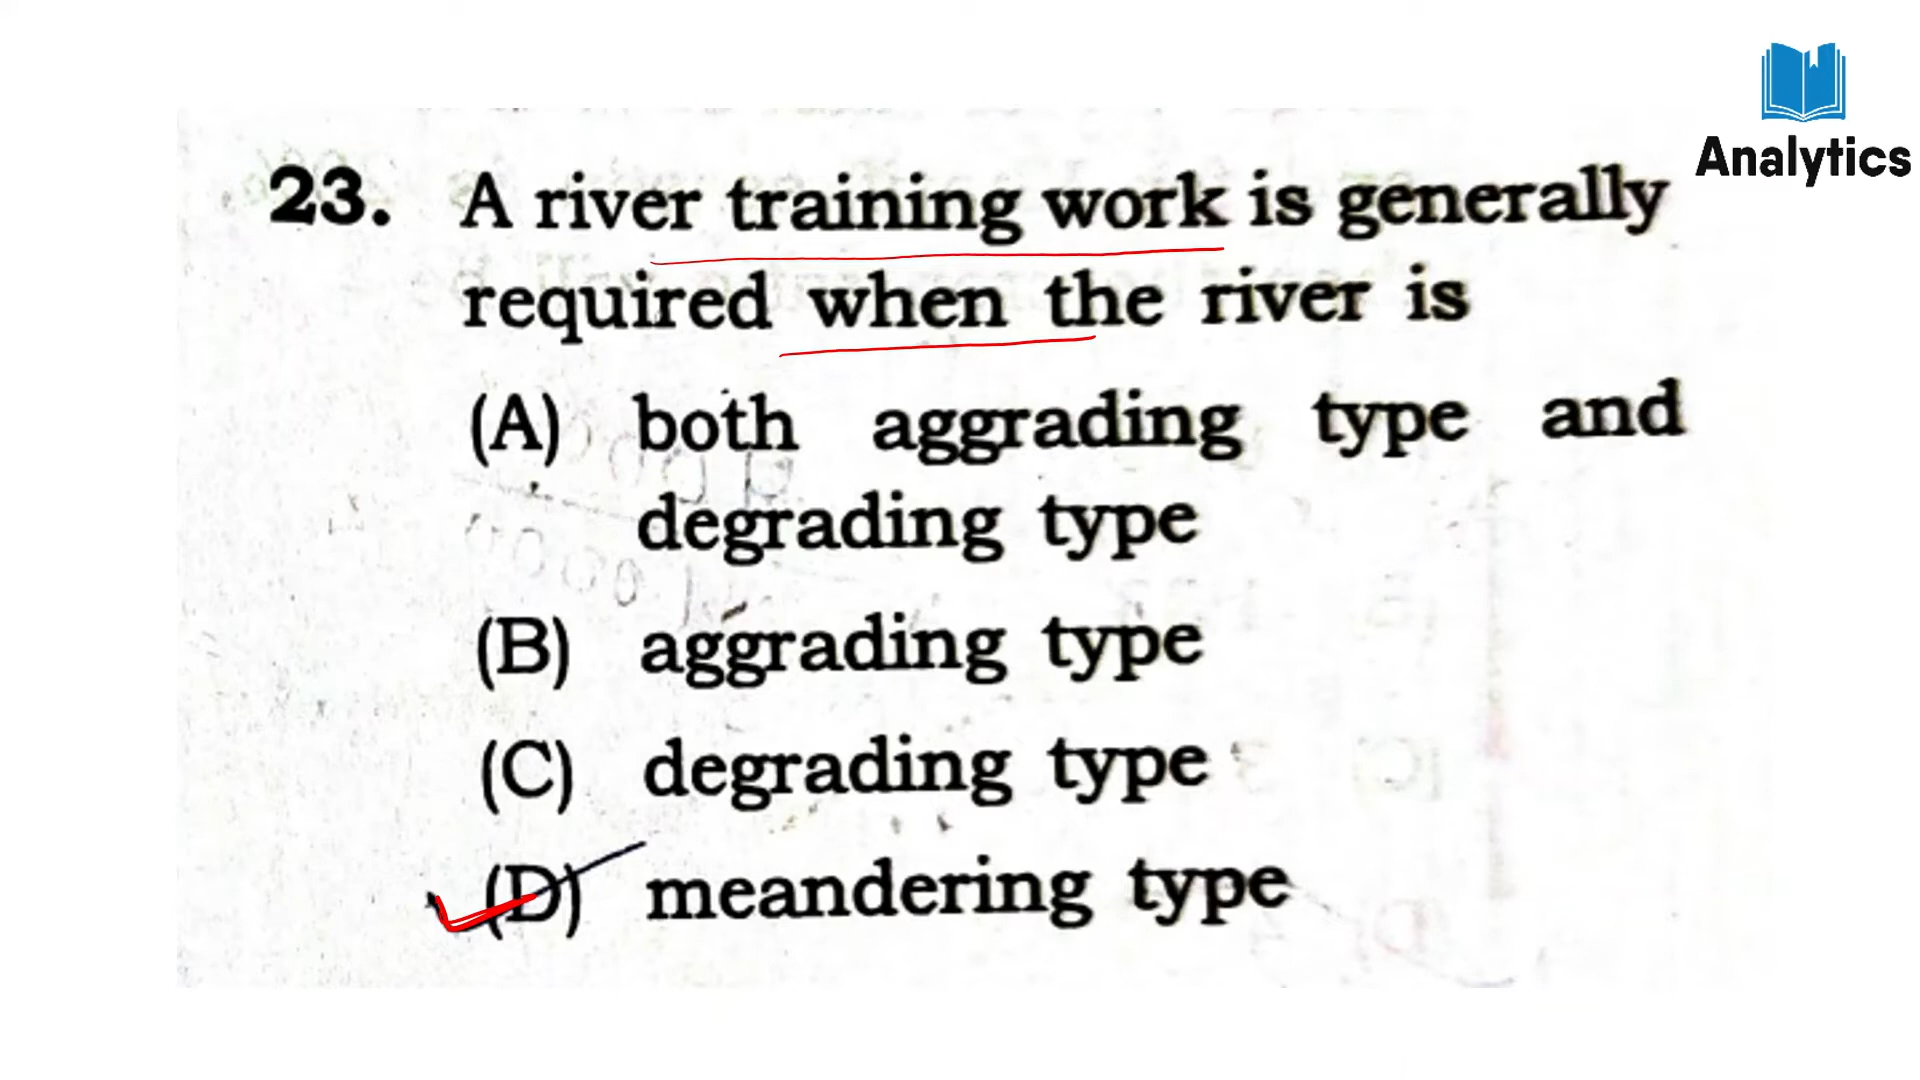 Analytics
23. A river training work is generally
required when the river is
(A) both aggrading type and
degrading type
(B) aggrading type
(C) degrading type
(D) meandering type